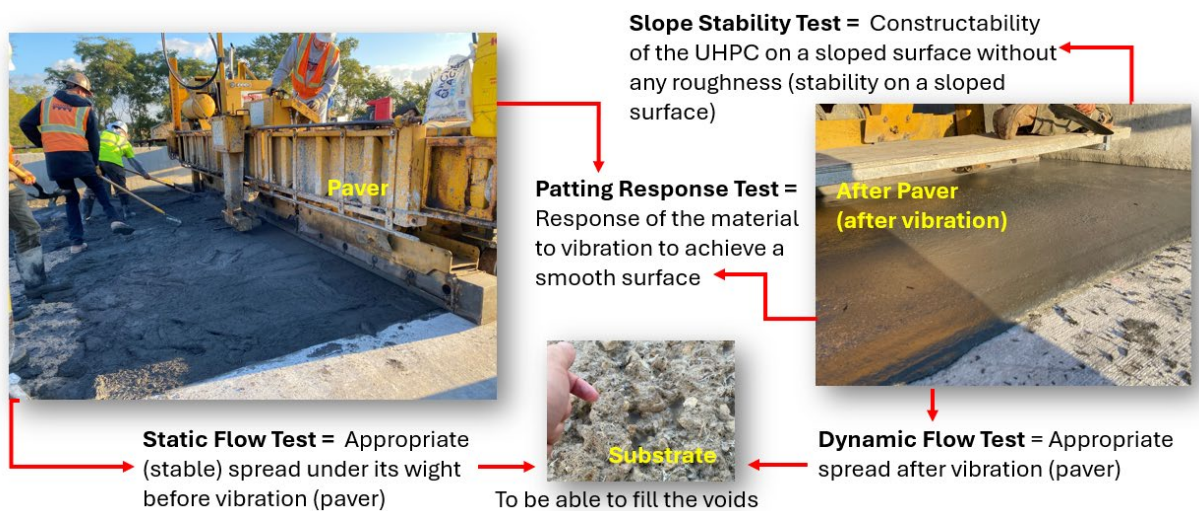 Slope Stability Test = Constructability
of the UHPC on a sloped surface without
any roughness (stability on a sloped
surface)
Paver
Patting Response Test =
Response of the material
to vibration to achieve a
smooth surface
After Paver
(after vibration)
Static Flow Test = Appropriate
(stable) spread under its wight
before vibration (paver)
Substrate
To be able to fill the voids
Dynamic Flow Test = Appropriate
spread after vibration (paver)